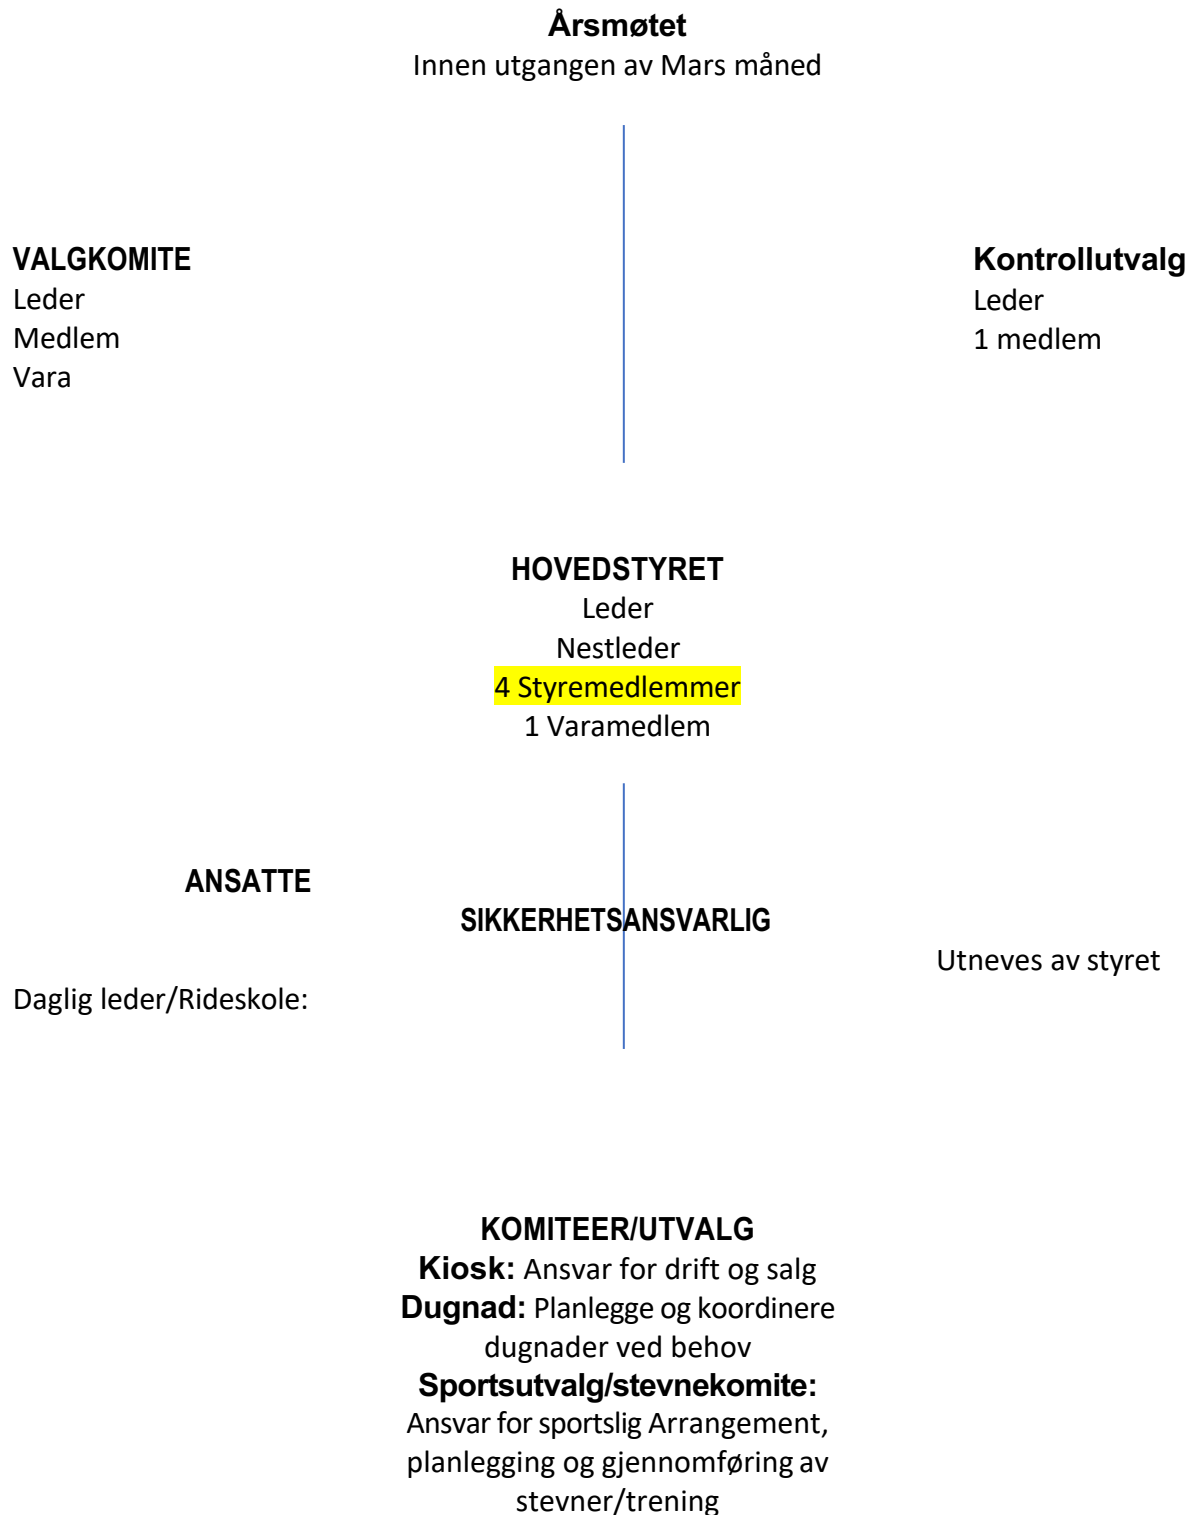 Årsmøtet
Innen utgangen av Mars måned
VALGKOMITE
Leder
Medlem
Vara
Kontrollutvalg
Leder
1 medlem
HOVEDSTYRET
Leder
Nestleder
4 Styremedlemmer
1 Varamedlem
ANSATTE
SIKKERHETSANSVARLIG
Utneves av styret
Daglig leder/Rideskole:
KOMITEER/UTVALG
Kiosk: Ansvar for drift og salg
Dugnad: Planlegge og koordinere
dugnader ved behov
Sportsutvalg/stevnekomite:
Ansvar for sportslig Arrangement,
planlegging og gjennomføring av
stevner/trening